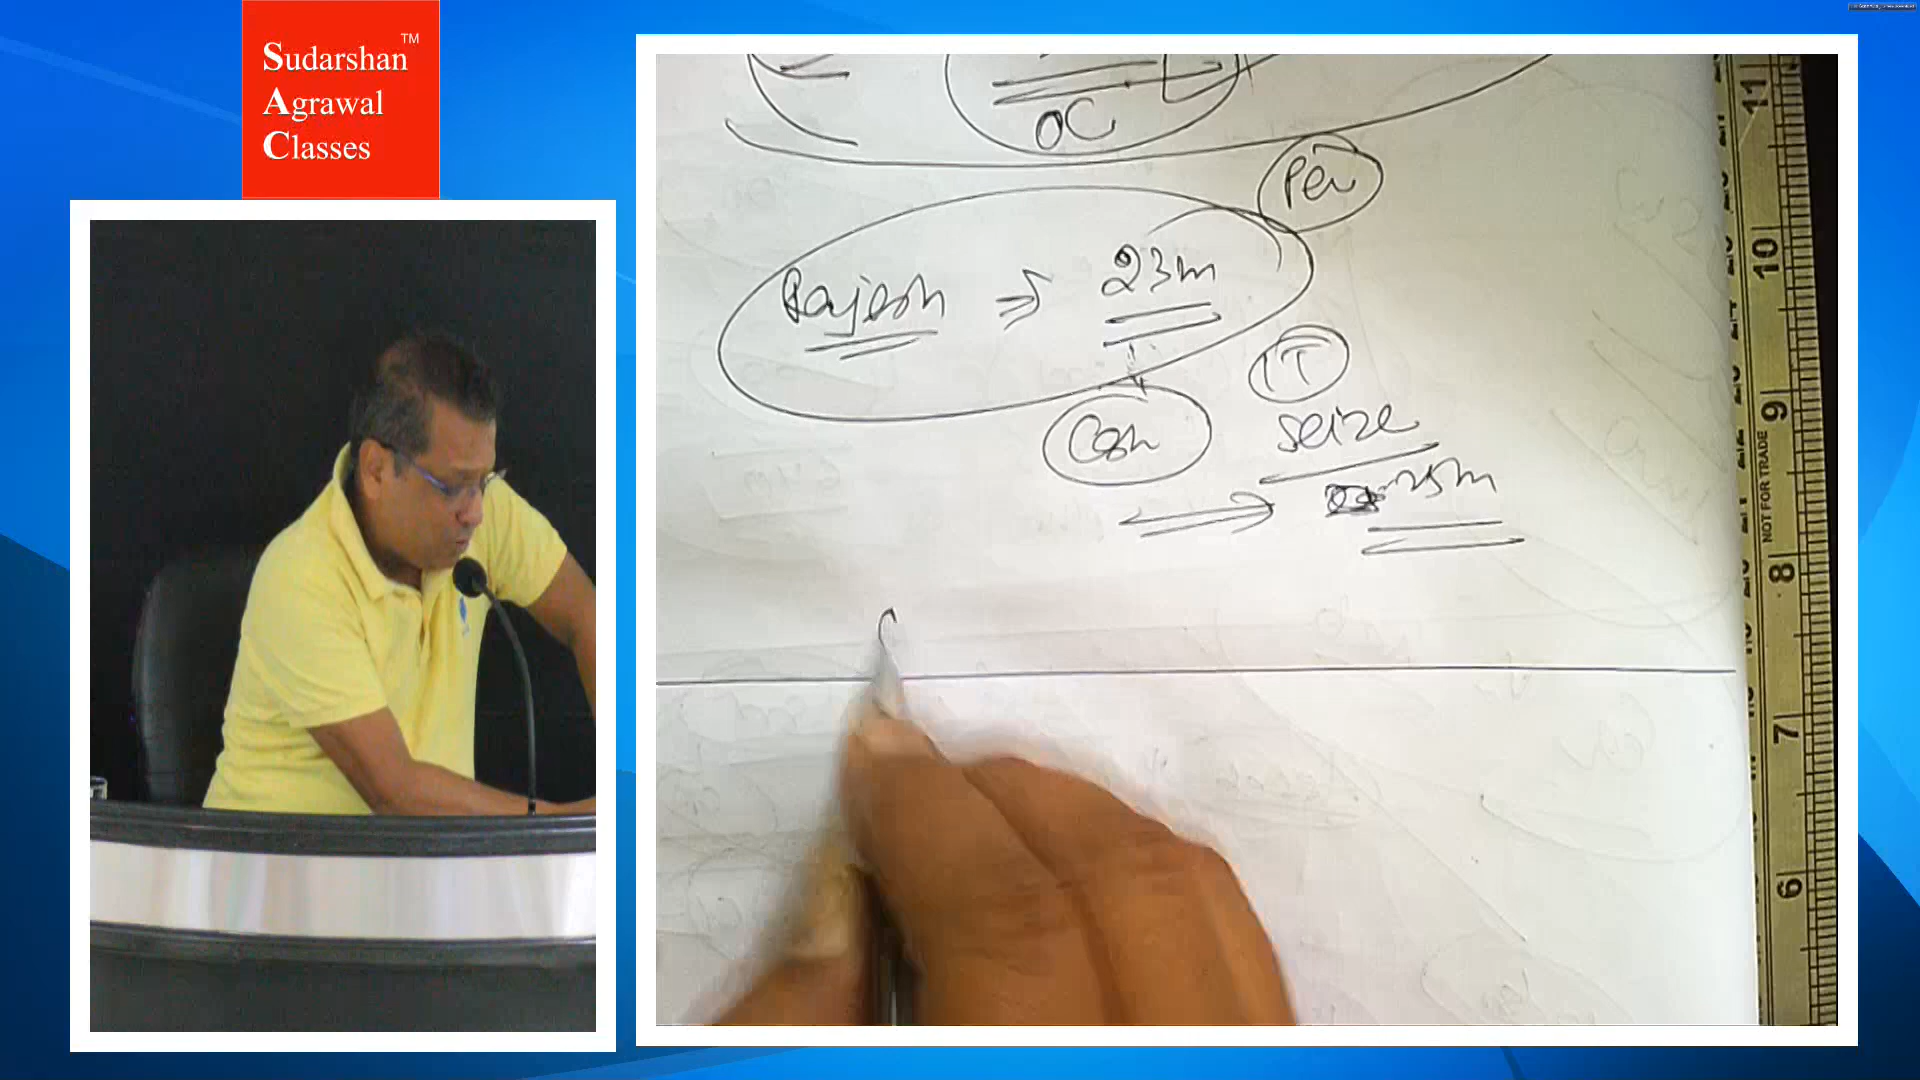 Sudarshan™
Agrawal
Classes
OC
Per
Rajesh ⇒ 23m
IT
Cash seize
25m
11
10
9
NOT FOR TRADE
8
7
6